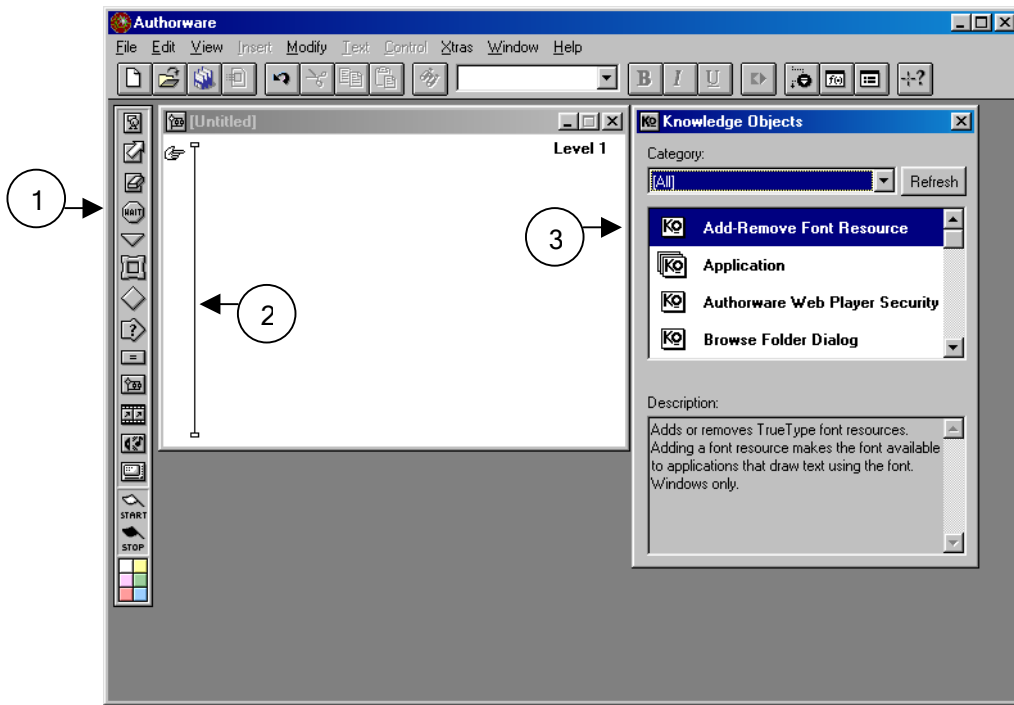 Authorware
File Edit View Insert Modify Text Control Xtras Window Help
B I U
[Untitled]
Level 1
WAIT
START
STOP
1
2
3
Knowledge Objects
Category:
[All]
Refresh
Add-Remove Font Resource
Application
Authorware Web Player Security
Browse Folder Dialog
Description:
Adds or removes TrueType font resources.
Adding a font resource makes the font available
to applications that draw text using the font.
Windows only.